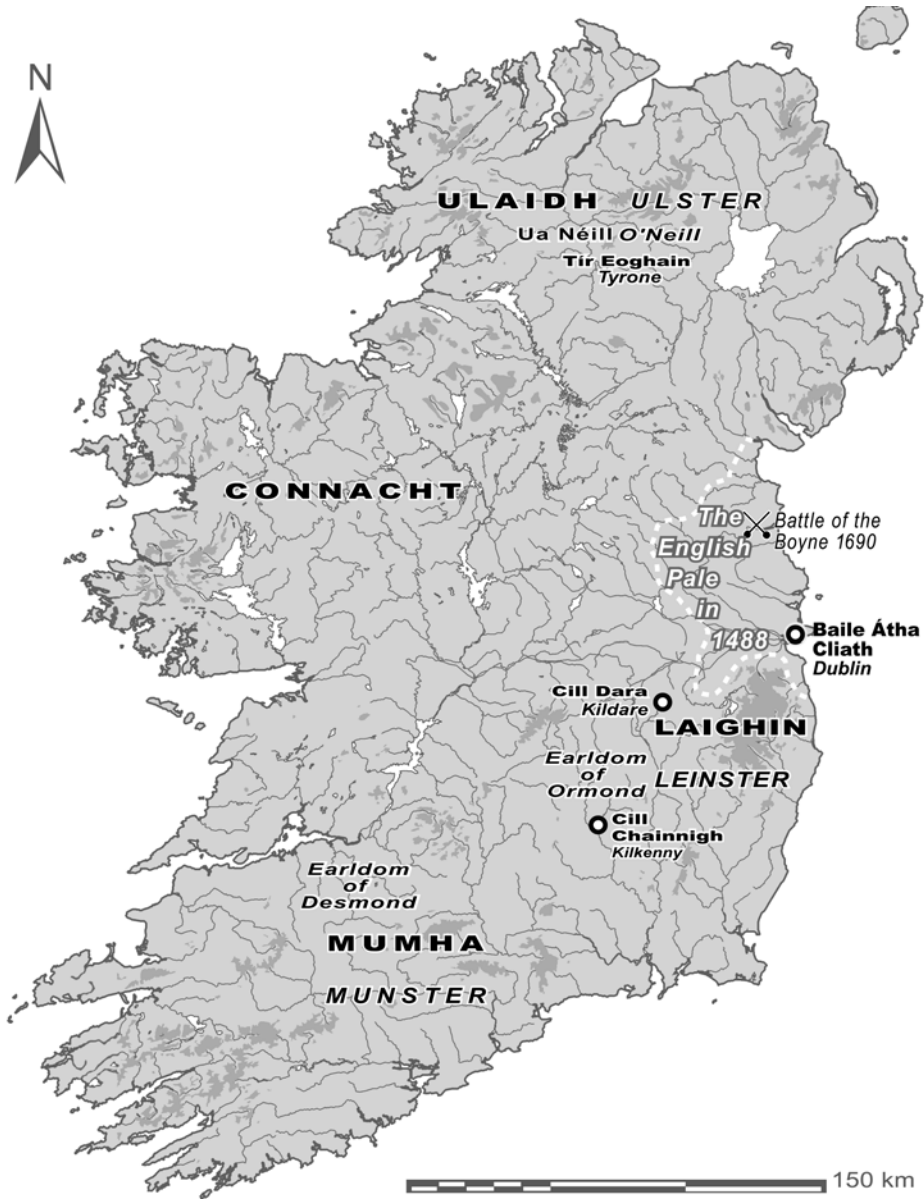 N
ULAIDH ULSTER
Ua Néill O'Neill
Tír Eoghain
Tyrone
CONNACHT
The
English
Pale
in
1488
Battle of the
Boyne 1690
Baile Átha
Cliath
Dublin
Cill Dara
Kildare
LAIGHIN
LEINSTER
Earldom
of
Ormond
Cill
Chainnigh
Kilkenny
Earldom
of
Desmond
MUMHA
MUNSTER
150 km